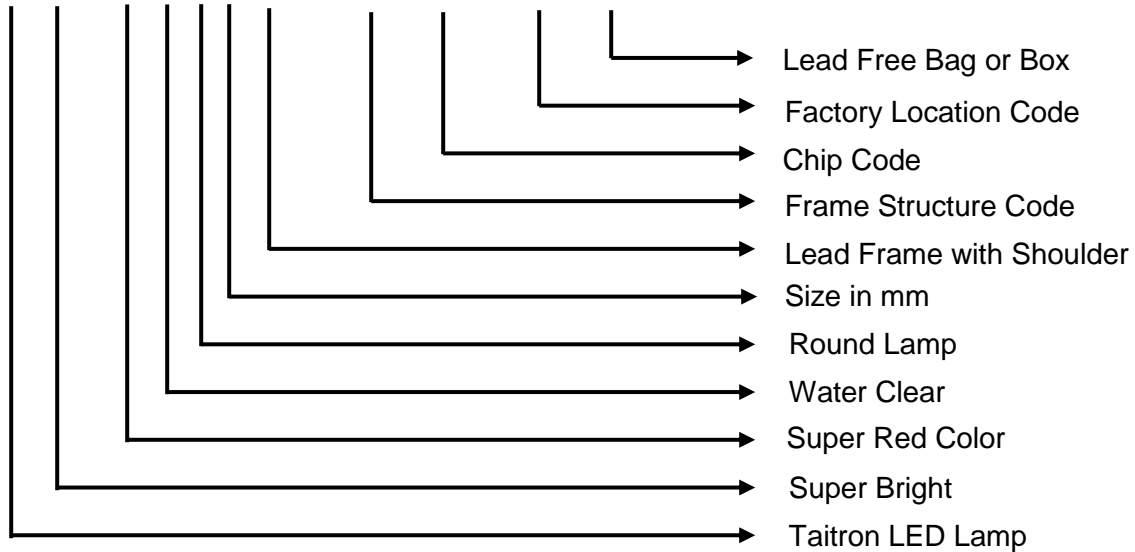 Lead Free Bag or Box
Factory Location Code
Chip Code
Frame Structure Code
Lead Frame with Shoulder
Size in mm
Round Lamp
Water Clear
Super Red Color
Super Bright
Taitron LED Lamp